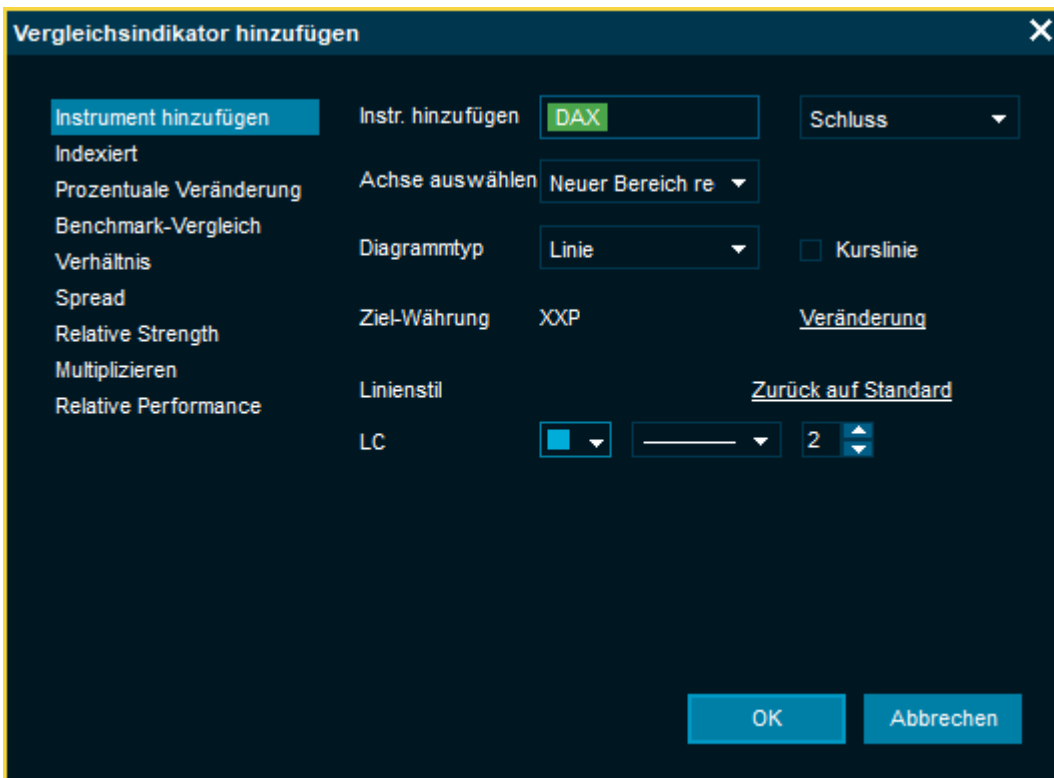 Vergleichsindikator hinzufügen
Instrument hinzufügen
Indexiert
Prozentuale Veränderung
Benchmark-Vergleich
Verhältnis
Spread
Relative Strength
Multiplizieren
Relative Performance
Instr. hinzufügen DAX Schluss
Achse auswählen Neuer Bereich re
Diagrammtyp Linie Kurslinie
Ziel-Währung XXP Veränderung
Linienstil Zurück auf Standard
LC 2
OK Abbrechen